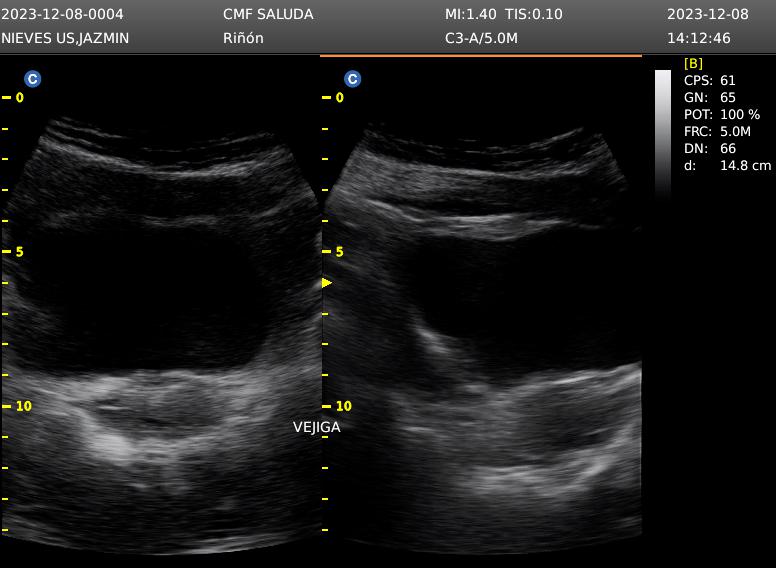 2023-12-08-0004 CMF SALUDA MI:1.40 TIS:0.10 2023-12-08
NIEVES US,JAZMIN Riñón C3-A/5.0M 14:12:46
[B]
C C
CPS: 61
0 0
GN: 65
POT: 100 %
FRC: 5.0M
DN: 66
d: 14.8 cm
5 5
10 10
VEJIGA